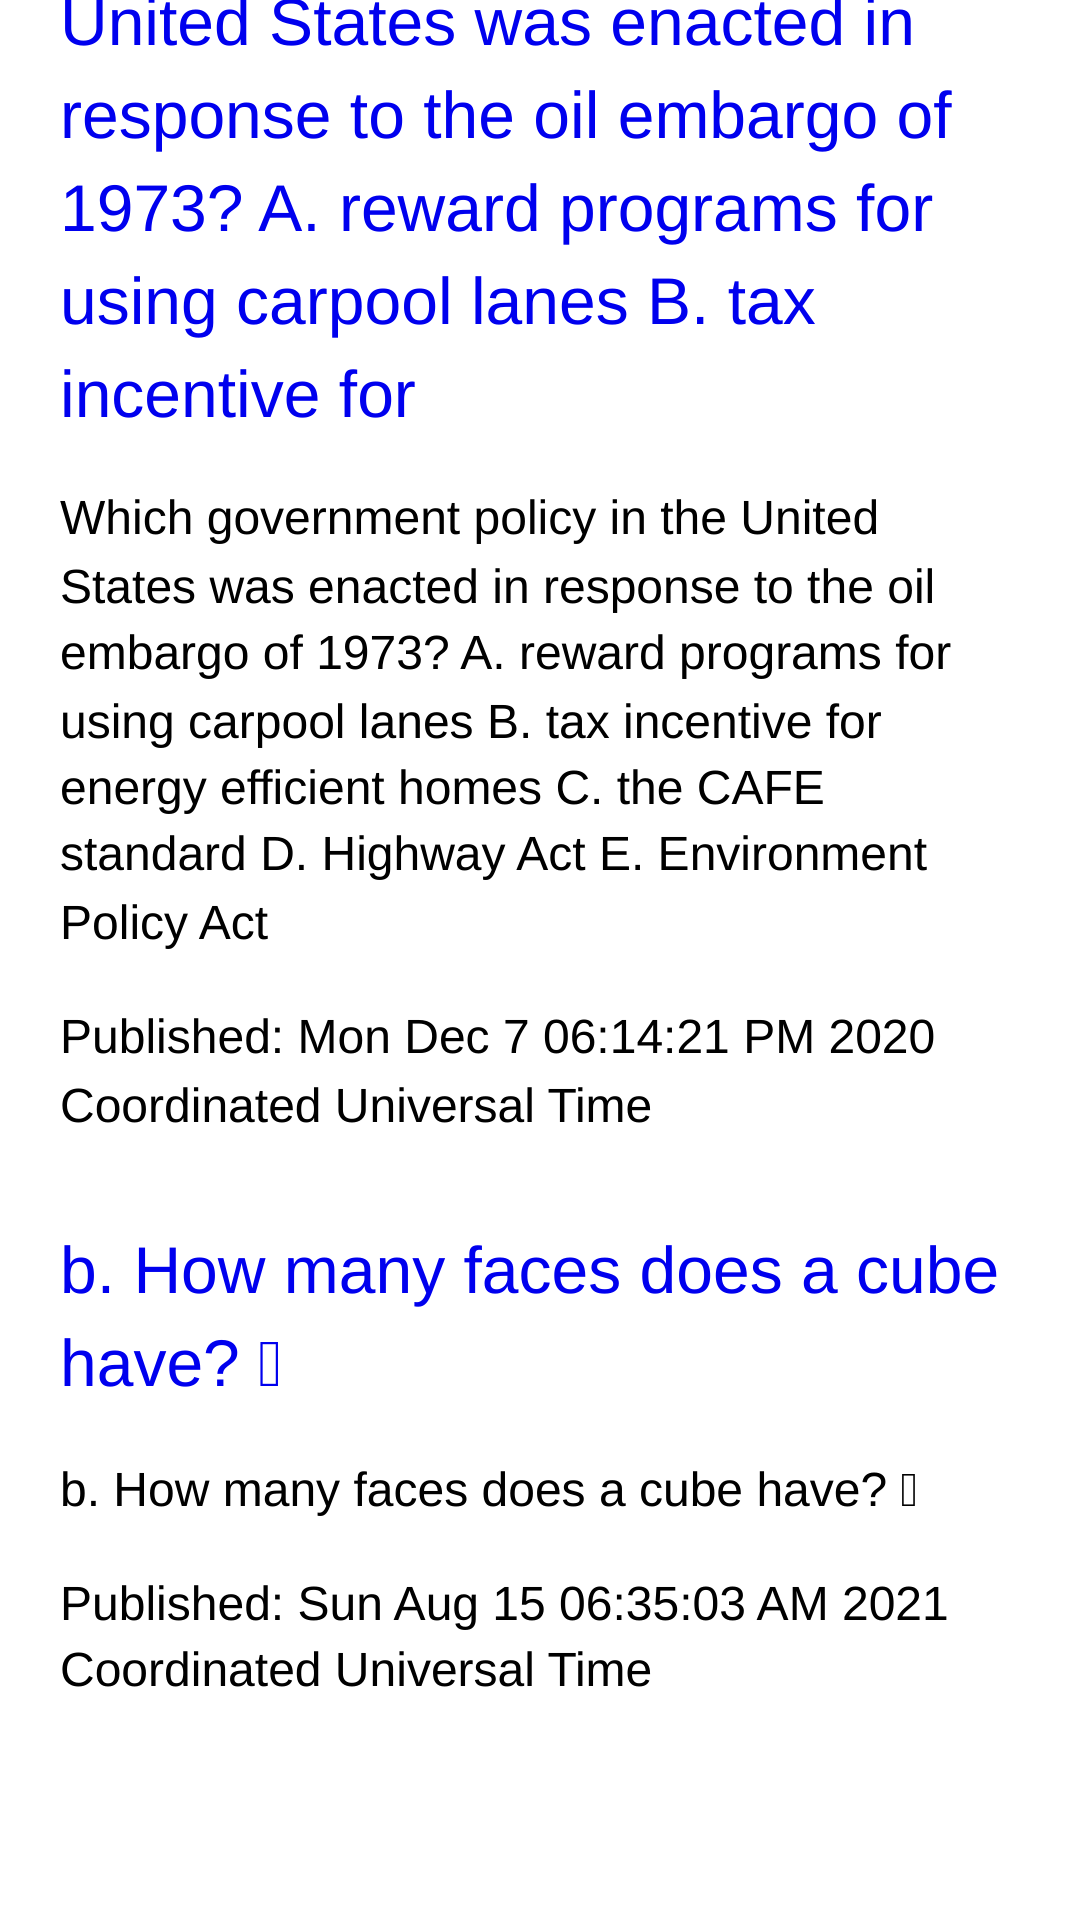 United States was enacted in
response to the oil embargo of
1973? A. reward programs for
using carpool lanes B. tax
incentive for
Which government policy in the United
States was enacted in response to the oil
embargo of 1973? A. reward programs for
using carpool lanes B. tax incentive for
energy efficient homes C. the CAFE
standard D. Highway Act E. Environment
Policy Act
Published: Mon Dec 7 06:14:21 PM 2020
Coordinated Universal Time
b. How many faces does a cube
have? 
b. How many faces does a cube have? 
Published: Sun Aug 15 06:35:03 AM 2021
Coordinated Universal Time